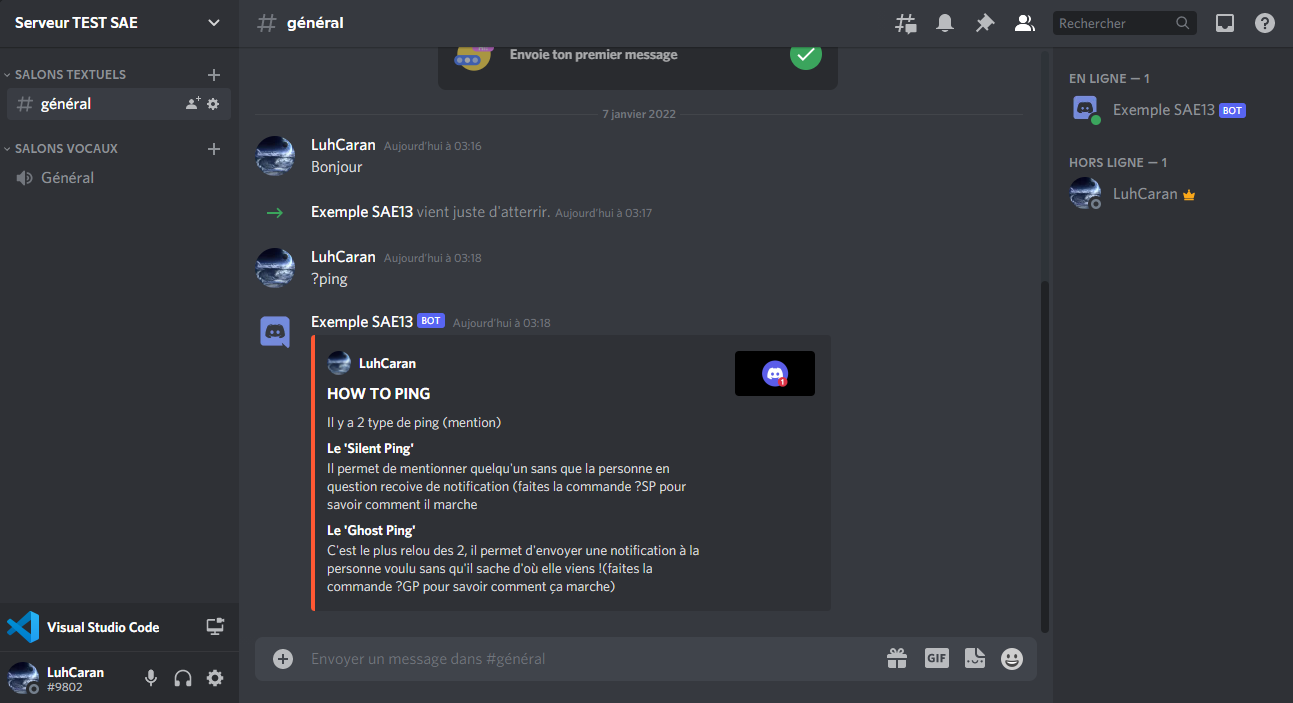 Serveur TEST SAE
SALONS TEXTUELS
général
SALONS VOCAUX
Général
Visual Studio Code
LuhCaran
#9802
général
Rechercher
Envoie ton premier message
7 janvier 2022
LuhCaran Aujourd'hui à 03:16
Bonjour
Exemple SAE13 vient juste d'atterrir. Aujourd'hui à 03:17
LuhCaran Aujourd'hui à 03:18
?ping
Exemple SAE13 BOT Aujourd'hui à 03:18
LuhCaran
1
HOW TO PING
Il y a 2 type de ping (mention)
Le 'Silent Ping'
Il permet de mentionner quelqu'un sans que la personne en
question recoive de notification (faites la commande ?SP pour
savoir comment il marche
Le 'Ghost Ping'
C'est le plus relou des 2, il permet d'envoyer une notification à la
personne voulu sans qu'il sache d'où elle viens !(faites la
commande ?GP pour savoir comment ça marche)
Envoyer un message dans #général
GIF
EN LIGNE — 1
Exemple SAE13 BOT
HORS LIGNE — 1
LuhCaran